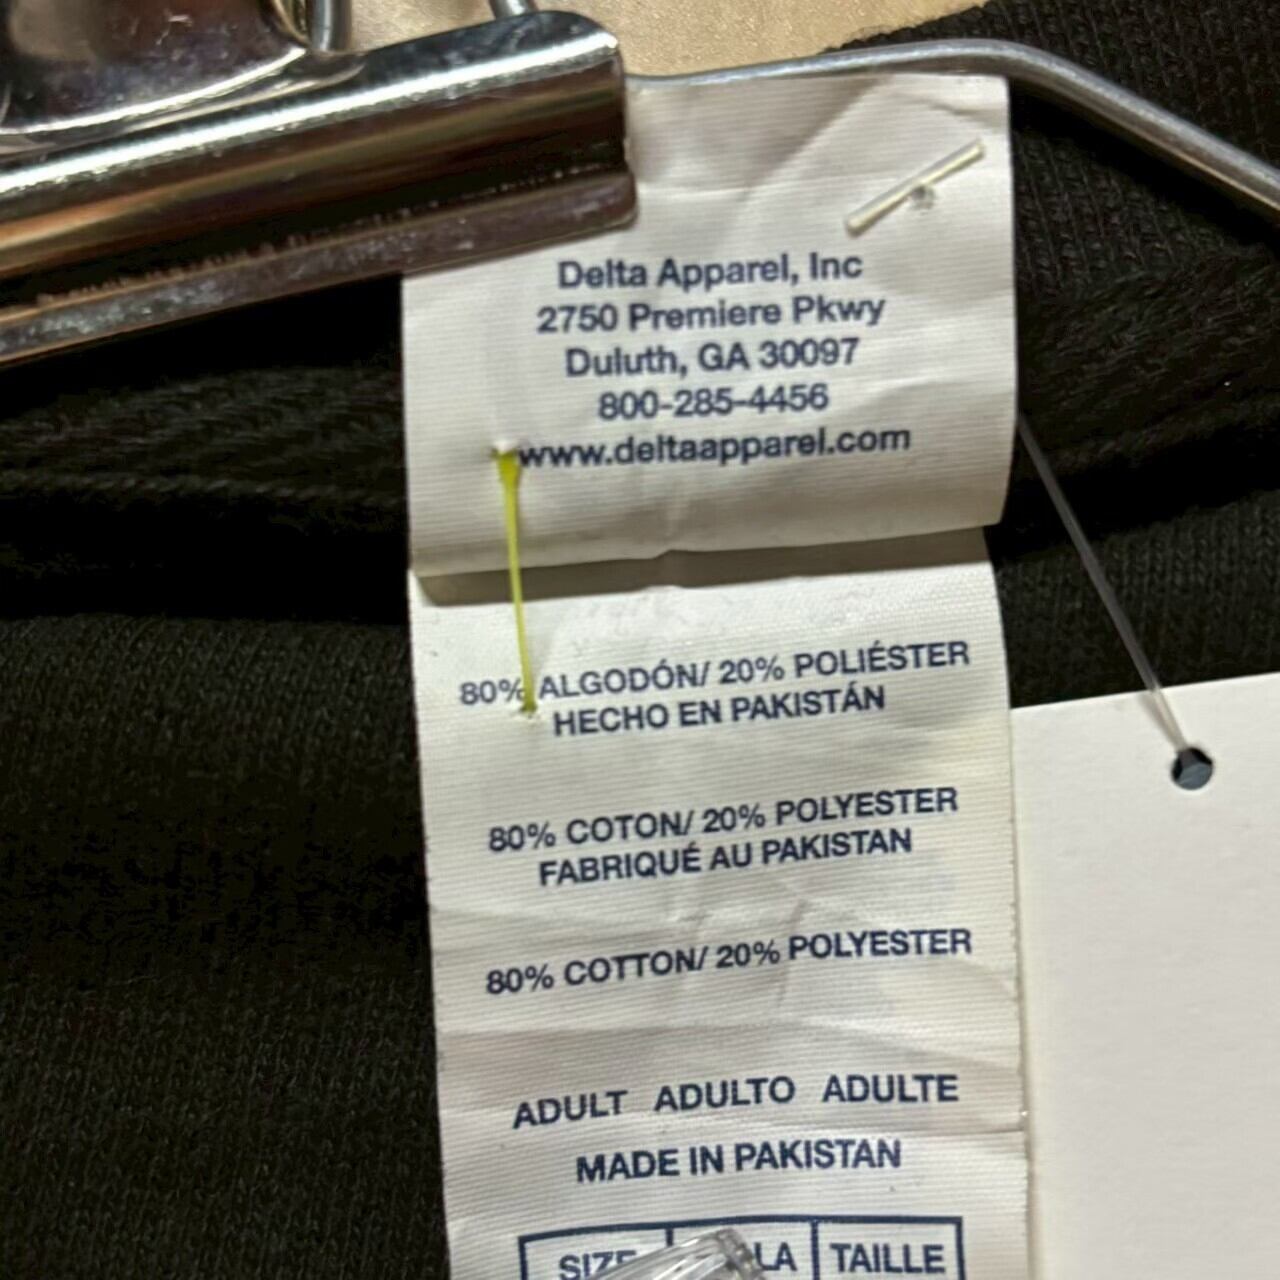 Delta Apparel, Inc
2750 Premiere Pkwy
Duluth, GA 30097
800-285-4456
www.deltaapparel.com
80% ALGODÓN/ 20% POLIÉSTER
HECHO EN PAKISTÁN
80% COTON/ 20% POLYESTER
FABRIQUÉ AU PAKISTAN
80% COTTON/ 20% POLYESTER
ADULT ADULTO ADULTE
MADE IN PAKISTAN
SIZE TAILLE